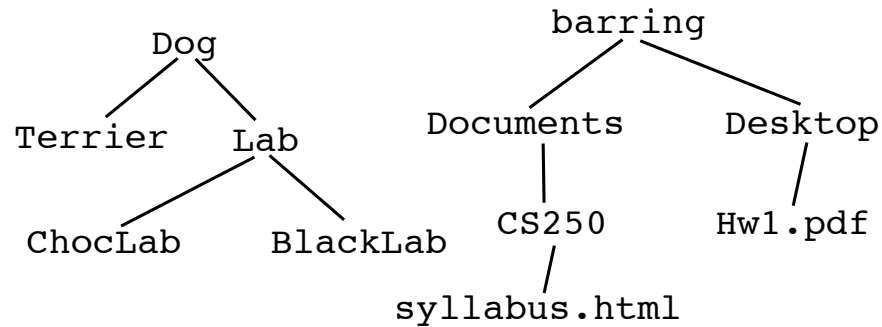 Dog
Terrier Lab
ChocLab BlackLab
barring
Documents Desktop
CS250 Hw1.pdf
syllabus.html